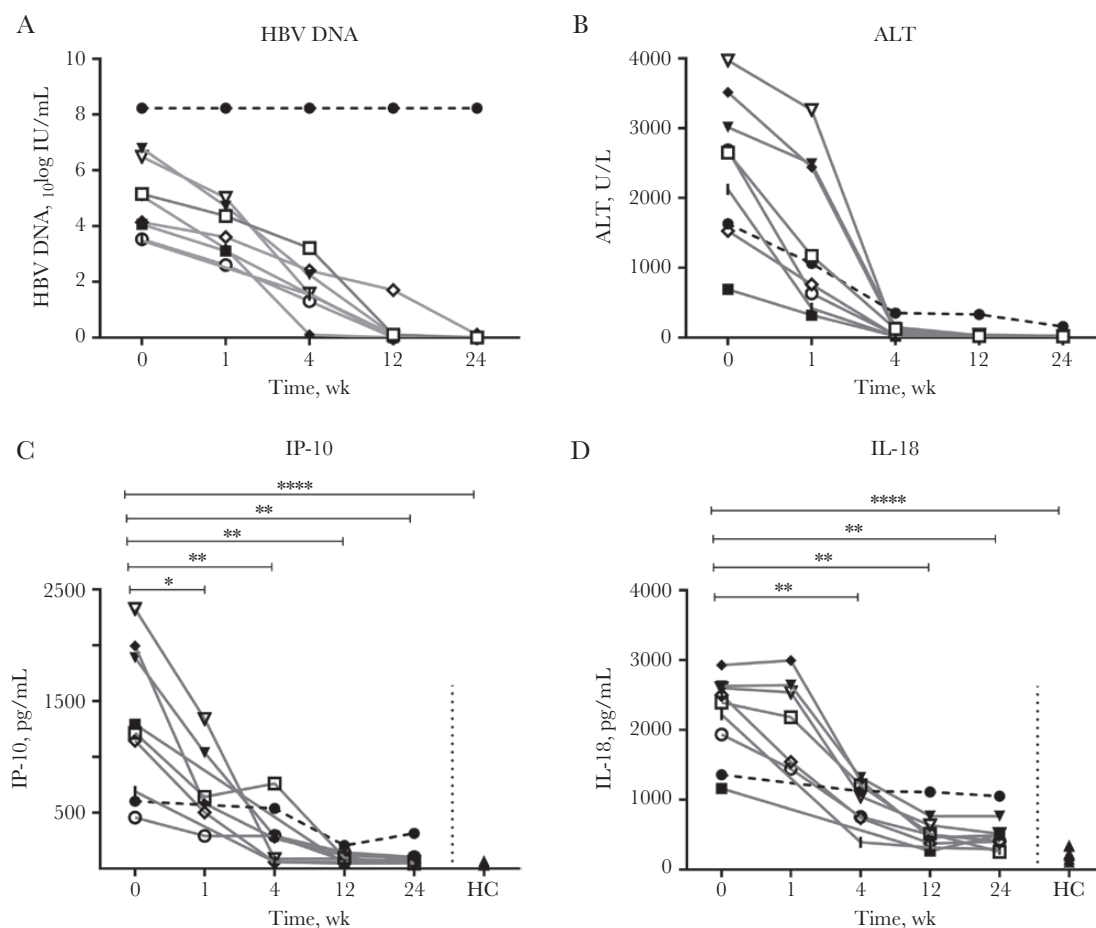 A
HBV DNA
HBV DNA, 10log IU/mL
10
8
6
4
2
0
0 1 4 12 24
Time, wk
B
ALT
ALT, U/L
4000
3000
2000
1000
0
0 1 4 12 24
Time, wk
C
IP-10
****
**
**
**
*
IP-10, pg/mL
2500
1500
500
0 1 4 12 24 HC
Time, wk
D
IL-18
****
**
**
**
IL-18, pg/mL
4000
3000
2000
1000
0
0 1 4 12 24 HC
Time, wk